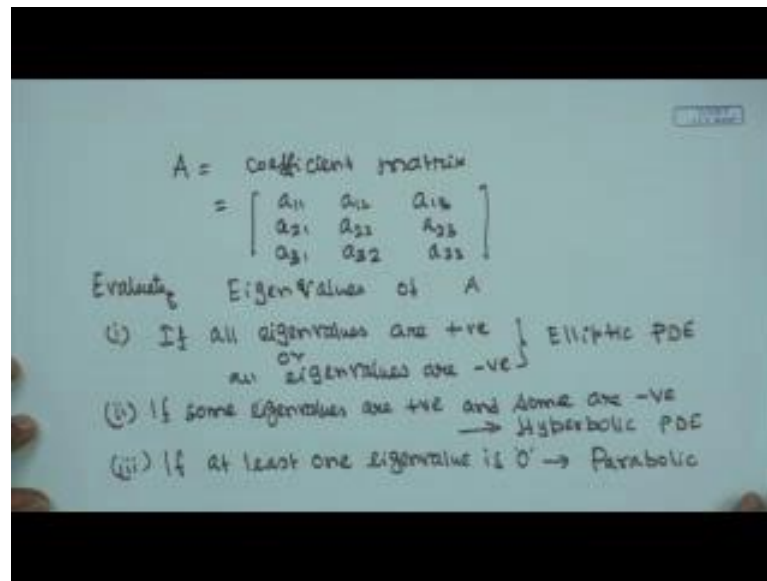 A = coefficient matrix
= [ a11 a12 a13
a21 a22 a23
a31 a32 a33 ]
Evaluate Eigenvalues of A
(i) If all eigenvalues are +ve } Elliptic PDE
or
all eigenvalues are -ve
(ii) If some eigenvalues are +ve and some are -ve
→ Hyberbolic PDE
(iii) If at least one eigenvalue is '0' → Parabolic